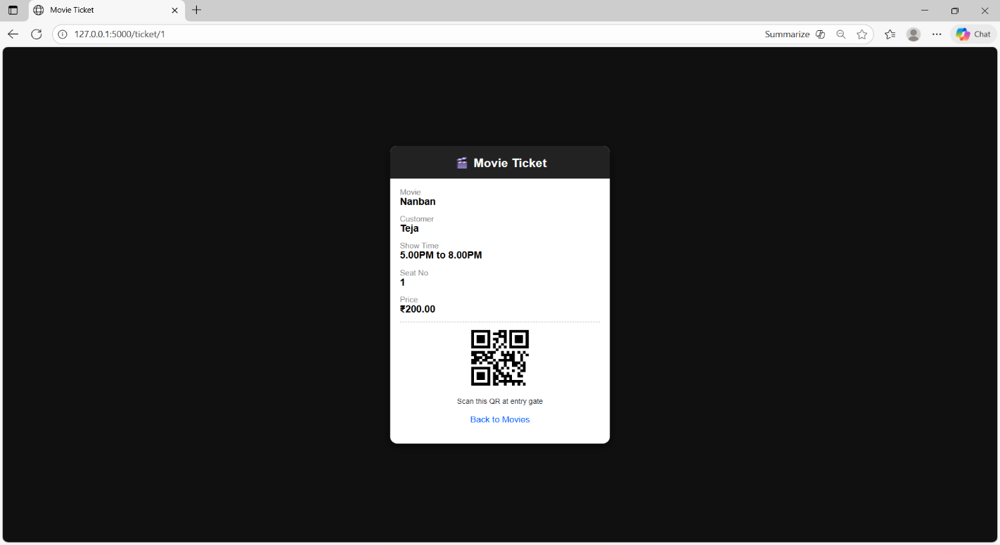 Movie Ticket
127.0.0.1:5000/ticket/1
Summarize
Chat
Movie Ticket
Movie
Nanban
Customer
Teja
Show Time
5.00PM to 8.00PM
Seat No
1
Price
₹200.00
Scan this QR at entry gate
Back to Movies